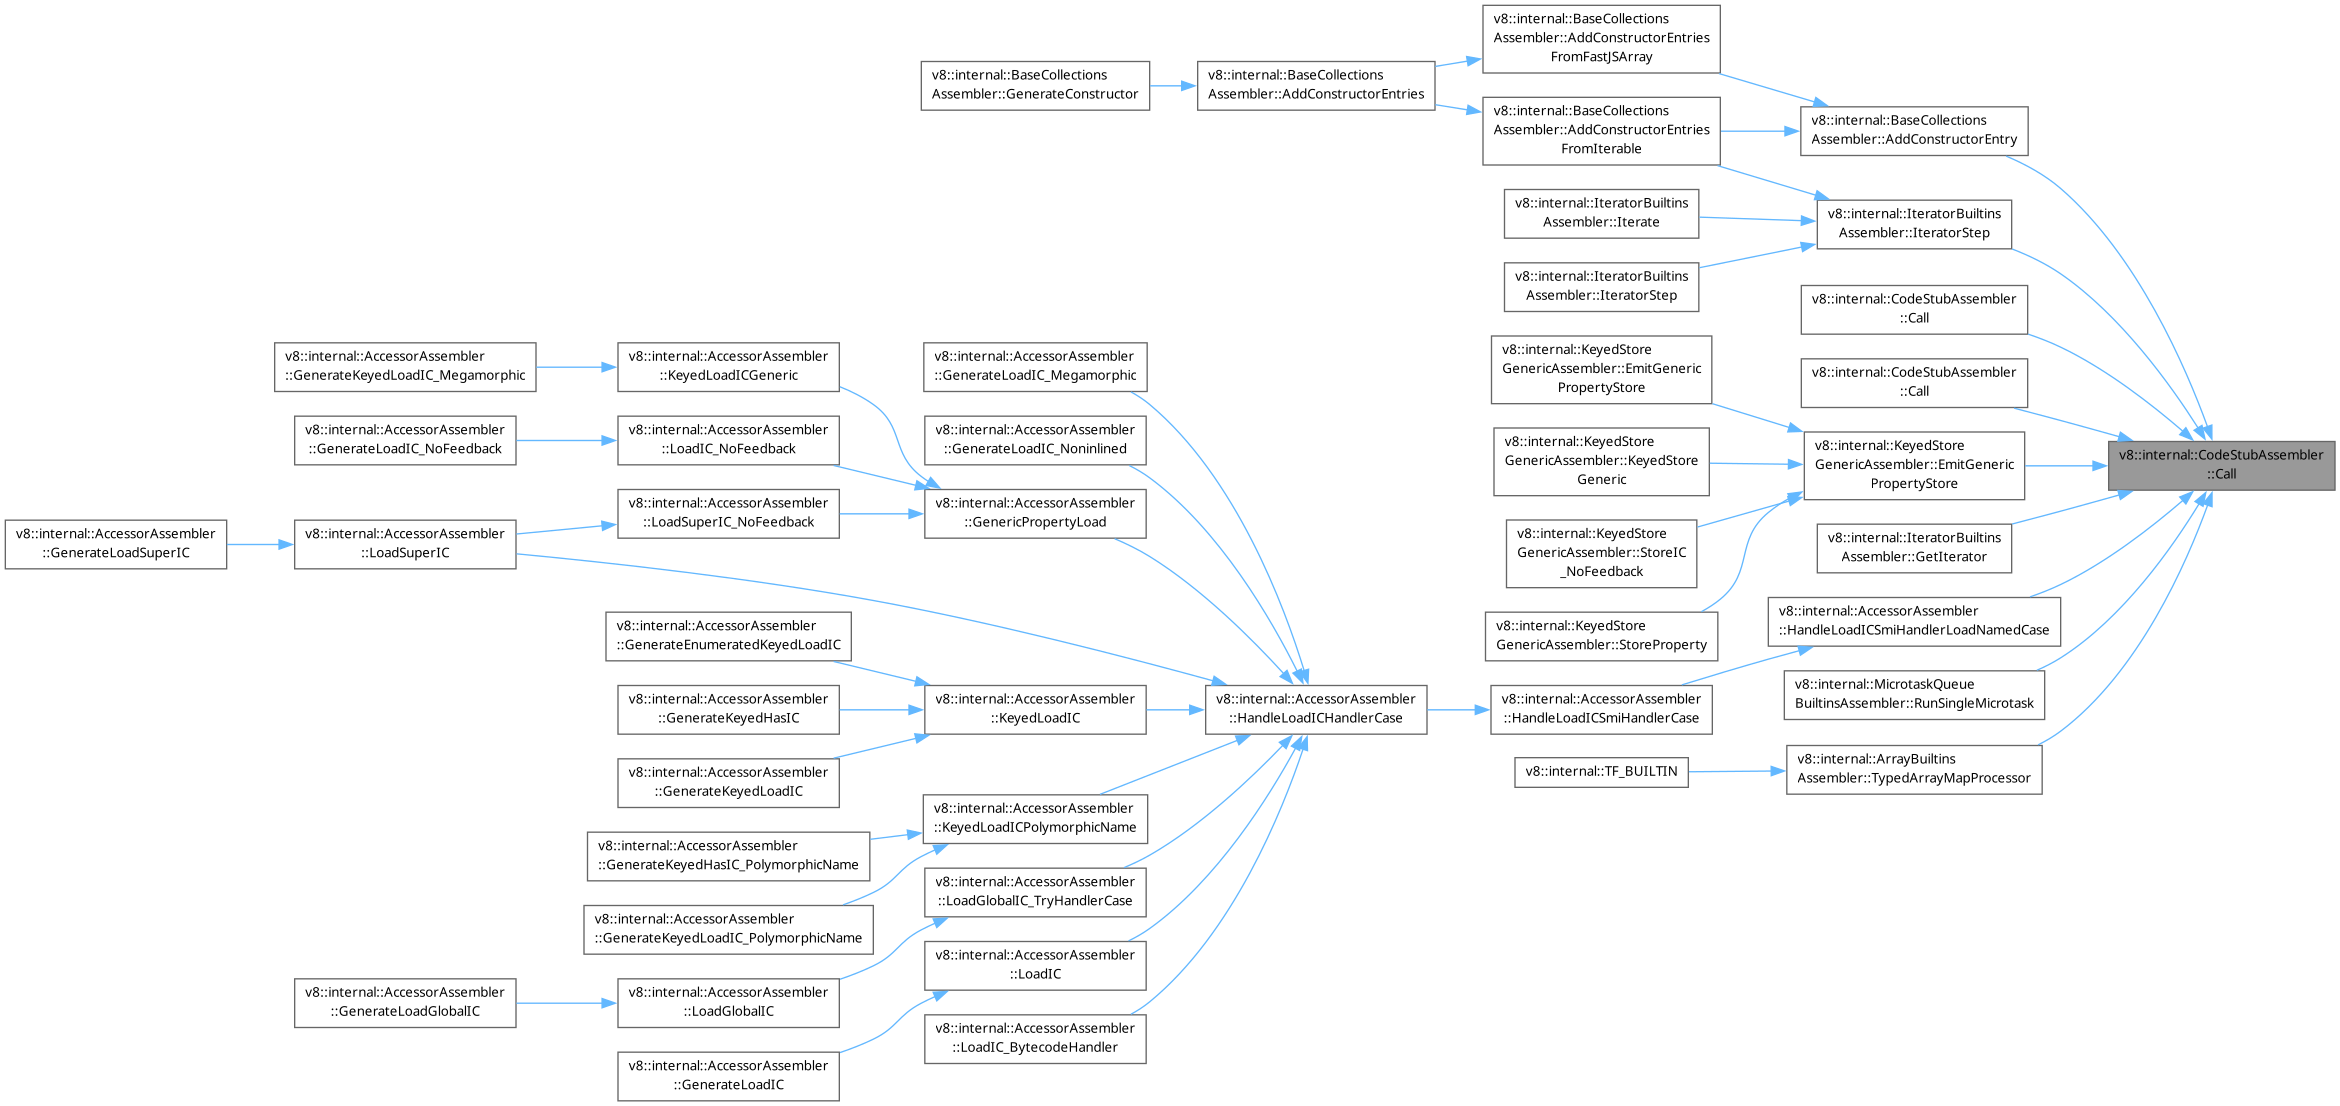 v8::internal::BaseCollections
Assembler::AddConstructorEntries
FromFastJSArray
v8::internal::BaseCollections
Assembler::GenerateConstructor
v8::internal::BaseCollections
Assembler::AddConstructorEntries
v8::internal::BaseCollections
Assembler::AddConstructorEntries
FromIterable
v8::internal::BaseCollections
Assembler::AddConstructorEntry
v8::internal::IteratorBuiltins
Assembler::Iterate
v8::internal::IteratorBuiltins
Assembler::IteratorStep
v8::internal::IteratorBuiltins
Assembler::IteratorStep
v8::internal::CodeStubAssembler
::Call
v8::internal::AccessorAssembler
::GenerateKeyedLoadIC_Megamorphic
v8::internal::AccessorAssembler
::KeyedLoadICGeneric
v8::internal::AccessorAssembler
::GenerateLoadIC_Megamorphic
v8::internal::KeyedStore
GenericAssembler::EmitGeneric
PropertyStore
v8::internal::CodeStubAssembler
::Call
v8::internal::AccessorAssembler
::GenerateLoadIC_NoFeedback
v8::internal::AccessorAssembler
::LoadIC_NoFeedback
v8::internal::AccessorAssembler
::GenerateLoadIC_Noninlined
v8::internal::KeyedStore
GenericAssembler::KeyedStore
Generic
v8::internal::KeyedStore
GenericAssembler::EmitGeneric
PropertyStore
v8::internal::CodeStubAssembler
::Call
v8::internal::AccessorAssembler
::GenerateLoadSuperIC
v8::internal::AccessorAssembler
::LoadSuperIC
v8::internal::AccessorAssembler
::LoadSuperIC_NoFeedback
v8::internal::AccessorAssembler
::GenericPropertyLoad
v8::internal::KeyedStore
GenericAssembler::StoreIC
_NoFeedback
v8::internal::IteratorBuiltins
Assembler::GetIterator
v8::internal::AccessorAssembler
::GenerateEnumeratedKeyedLoadIC
v8::internal::KeyedStore
GenericAssembler::StoreProperty
v8::internal::AccessorAssembler
::HandleLoadICSmiHandlerLoadNamedCase
v8::internal::AccessorAssembler
::GenerateKeyedHasIC
v8::internal::AccessorAssembler
::KeyedLoadIC
v8::internal::AccessorAssembler
::HandleLoadICHandlerCase
v8::internal::AccessorAssembler
::HandleLoadICSmiHandlerCase
v8::internal::MicrotaskQueue
BuiltinsAssembler::RunSingleMicrotask
v8::internal::AccessorAssembler
::GenerateKeyedLoadIC
v8::internal::TF_BUILTIN
v8::internal::ArrayBuiltins
Assembler::TypedArrayMapProcessor
v8::internal::AccessorAssembler
::KeyedLoadICPolymorphicName
v8::internal::AccessorAssembler
::GenerateKeyedHasIC_PolymorphicName
v8::internal::AccessorAssembler
::LoadGlobalIC_TryHandlerCase
v8::internal::AccessorAssembler
::GenerateKeyedLoadIC_PolymorphicName
v8::internal::AccessorAssembler
::LoadIC
v8::internal::AccessorAssembler
::GenerateLoadGlobalIC
v8::internal::AccessorAssembler
::LoadGlobalIC
v8::internal::AccessorAssembler
::LoadIC_BytecodeHandler
v8::internal::AccessorAssembler
::GenerateLoadIC